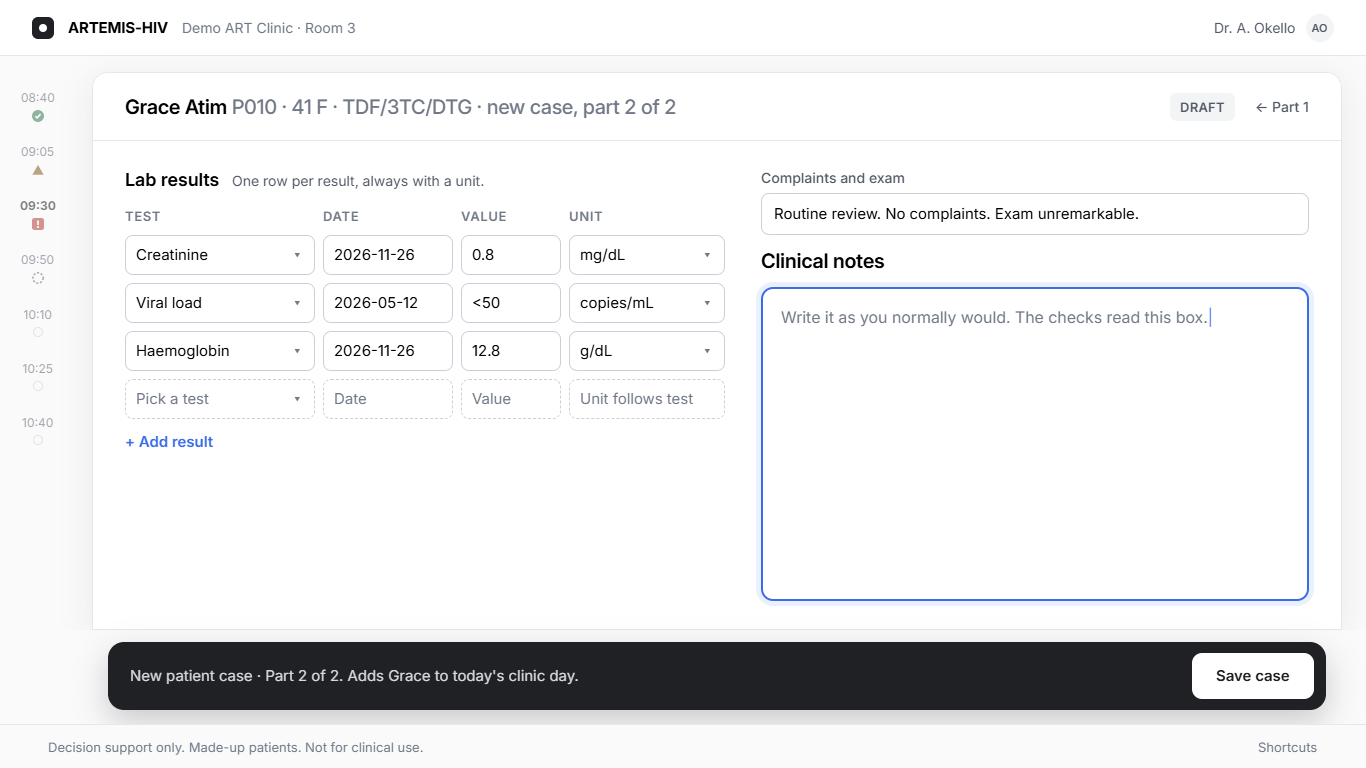 ARTEMIS-HIV Demo ART Clinic · Room 3
Dr. A. Okello AO
08:40
09:05
09:30
09:50
10:10
10:25
10:40
Grace Atim P010 · 41 F · TDF/3TC/DTG · new case, part 2 of 2
DRAFT ← Part 1
Lab results One row per result, always with a unit.
TEST DATE VALUE UNIT
Creatinine 2026-11-26 0.8 mg/dL
Viral load 2026-05-12 <50 copies/mL
Haemoglobin 2026-11-26 12.8 g/dL
Pick a test Date Value Unit follows test
+ Add result
Complaints and exam
Routine review. No complaints. Exam unremarkable.
Clinical notes
Write it as you normally would. The checks read this box.
New patient case · Part 2 of 2. Adds Grace to today's clinic day.
Save case
Decision support only. Made-up patients. Not for clinical use.
Shortcuts